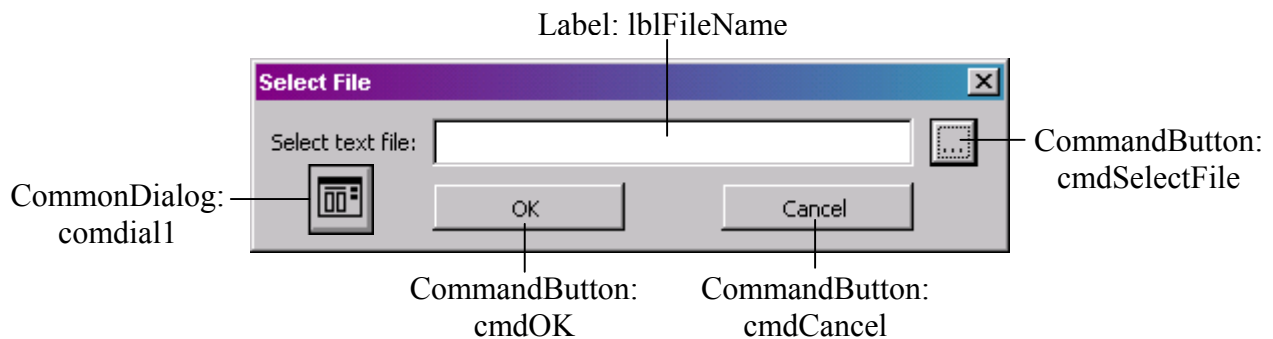 Label: lblFileName
Select File
Select text file:
...
CommandButton:
cmdSelectFile
CommonDialog:
comdial1
OK
Cancel
CommandButton:
cmdOK
CommandButton:
cmdCancel